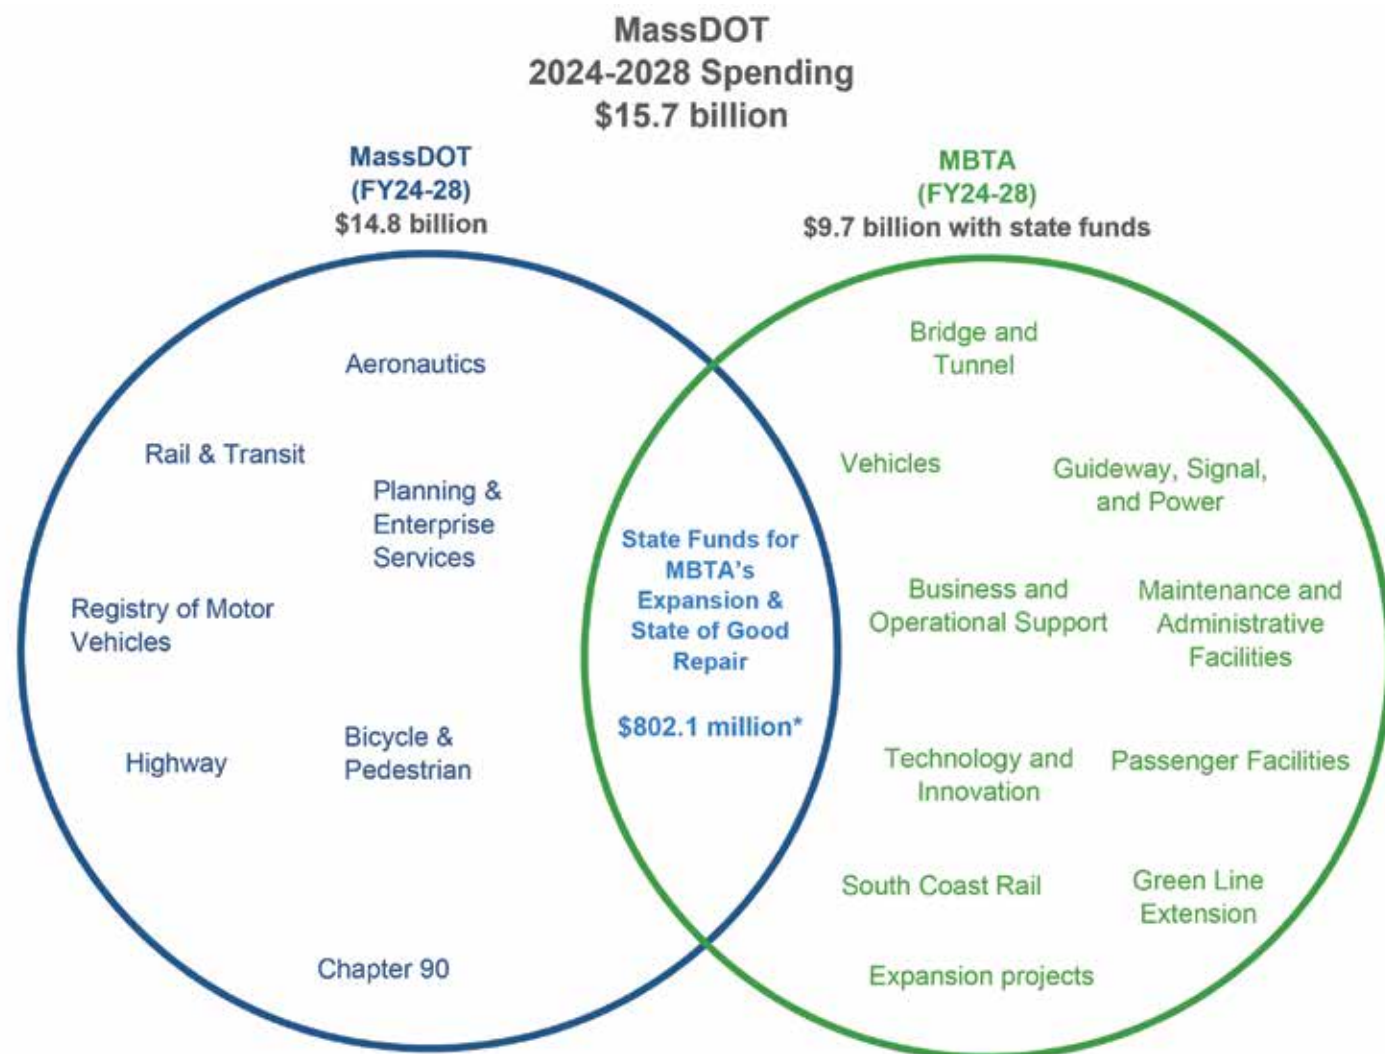 MassDOT
2024-2028 Spending
$15.7 billion
MassDOT
(FY24-28)
$14.8 billion
MBTA
(FY24-28)
$9.7 billion with state funds
Aeronautics
Rail & Transit
Planning &
Enterprise
Services
Registry of Motor
Vehicles
Highway
Bicycle &
Pedestrian
Chapter 90
State Funds for
MBTA's
Expansion &
State of Good
Repair
$802.1 million*
Bridge and
Tunnel
Vehicles
Guideway, Signal,
and Power
Business and
Operational Support
Maintenance and
Administrative
Facilities
Technology and
Innovation
Passenger Facilities
South Coast Rail
Green Line
Extension
Expansion projects